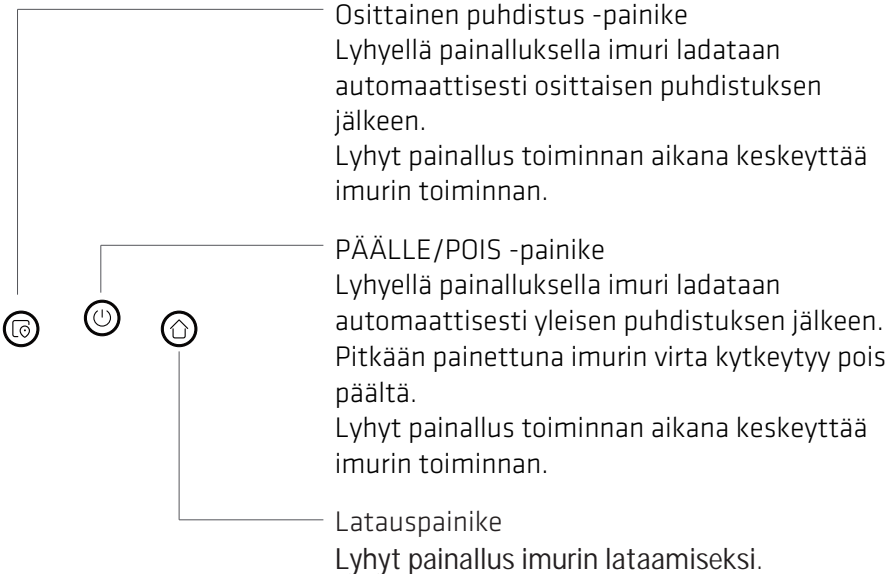 Osittainen puhdistus -painike
Lyhyellä painalluksella imuri ladataan
automaattisesti osittaisen puhdistuksen
jälkeen.
Lyhyt painallus toiminnan aikana keskeyttää
imurin toiminnan.
PÄÄLLE/POIS -painike
Lyhyellä painalluksella imuri ladataan
automaattisesti yleisen puhdistuksen jälkeen.
Pitkään painettuna imurin virta kytkeytyy pois
päältä.
Lyhyt painallus toiminnan aikana keskeyttää
imurin toiminnan.
Latauspainike
Lyhyt painallus imurin lataamiseksi.